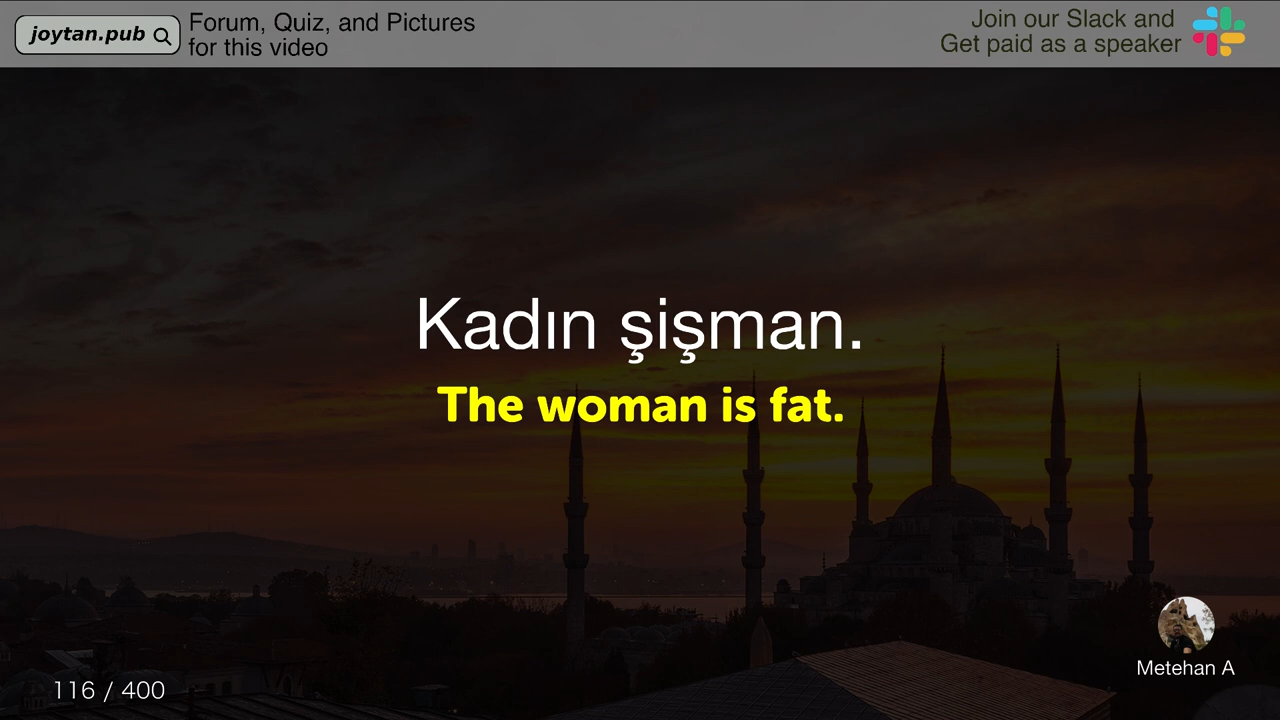 joytan.pub
Forum, Quiz, and Pictures
for this video
Join our Slack and
Get paid as a speaker
Kadın şişman.
The woman is fat.
Metehan A
116 / 400